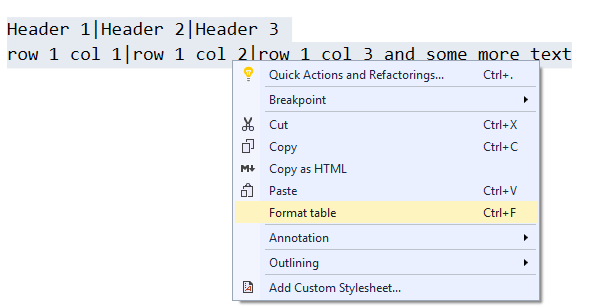 Header 1|Header 2|Header 3
row 1 col 1|row 1 col 2|row 1 col 3 and some more text
Quick Actions and Refactorings... Ctrl+.
Breakpoint
Cut Ctrl+X
Copy Ctrl+C
M↓ Copy as HTML
Paste Ctrl+V
Format table Ctrl+F
Annotation
Outlining
Add Custom Stylesheet...